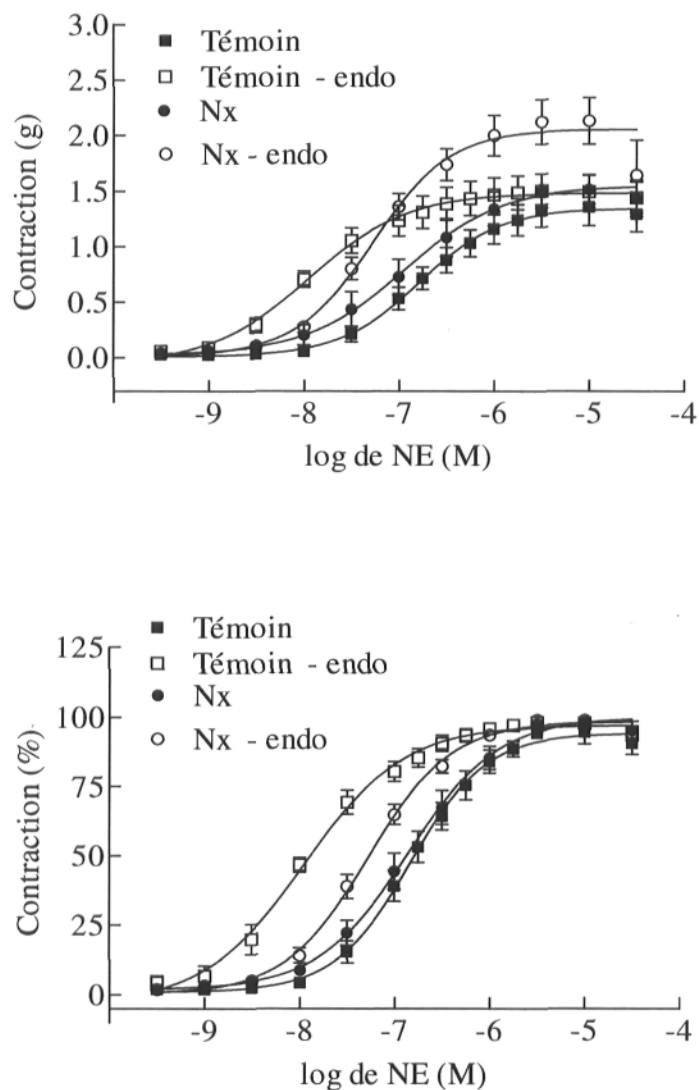 Témoin
Témoin - endo
Nx
Nx - endo
Contraction (g)
3.0
2.5
2.0
1.5
1.0
0.5
0.0
-9 -8 -7 -6 -5 -4
log de NE (M)
Témoin
Témoin - endo
Nx
Nx - endo
Contraction (%)
125
100
75
50
25
0
-9 -8 -7 -6 -5 -4
log de NE (M)